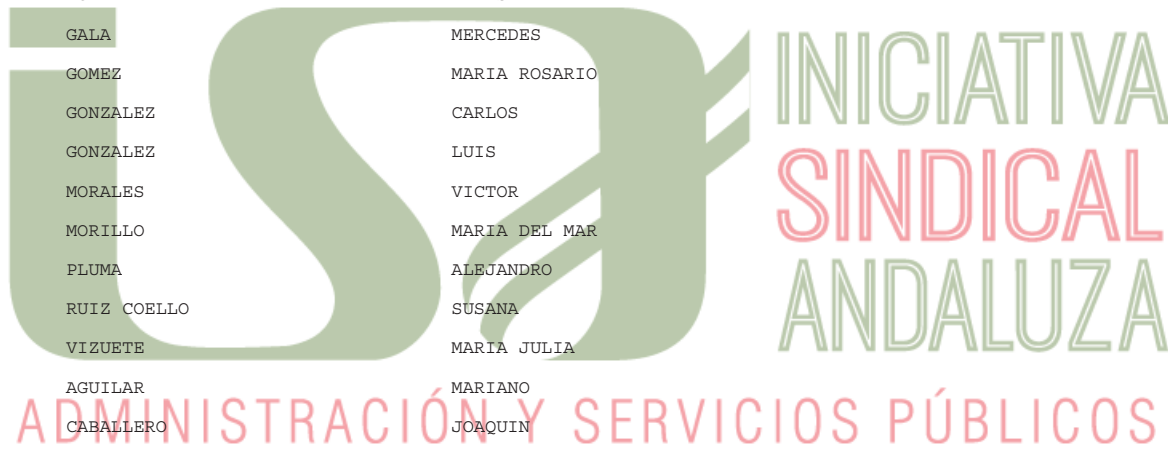 GALA MERCEDES
GOMEZ MARIA ROSARIO
GONZALEZ CARLOS
GONZALEZ LUIS
MORALES VICTOR
MORILLO MARIA DEL MAR
PLUMA ALEJANDRO
RUIZ COELLO SUSANA
VIZUETE MARIA JULIA
AGUILAR MARIANO
CABALLERO JOAQUIN
isa
INICIATIVA
SINDICAL
ANDALUZA
ADMINISTRACIÓN Y SERVICIOS PÚBLICOS